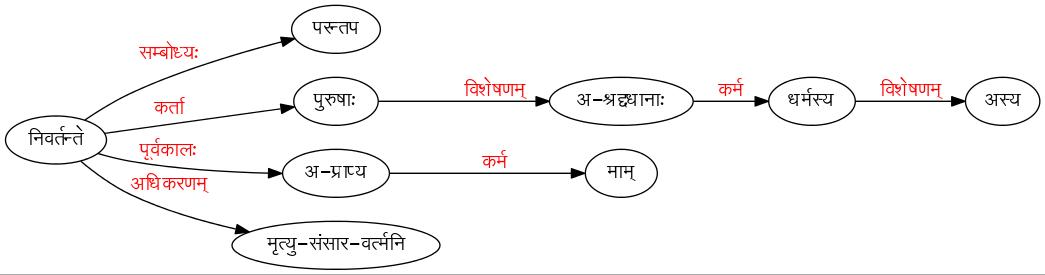 परन्तप
सम्बोध्यः
पुरुषाः
विशेषणम्
अ-श्रद्दधानाः
कर्म
धर्मस्य
विशेषणम्
अस्य
कर्ता
निवर्तन्ते
पूर्वकालः
अ-प्राप्य
कर्म
माम्
अधिकरणम्
मृत्यु-संसार-वर्त्मनि